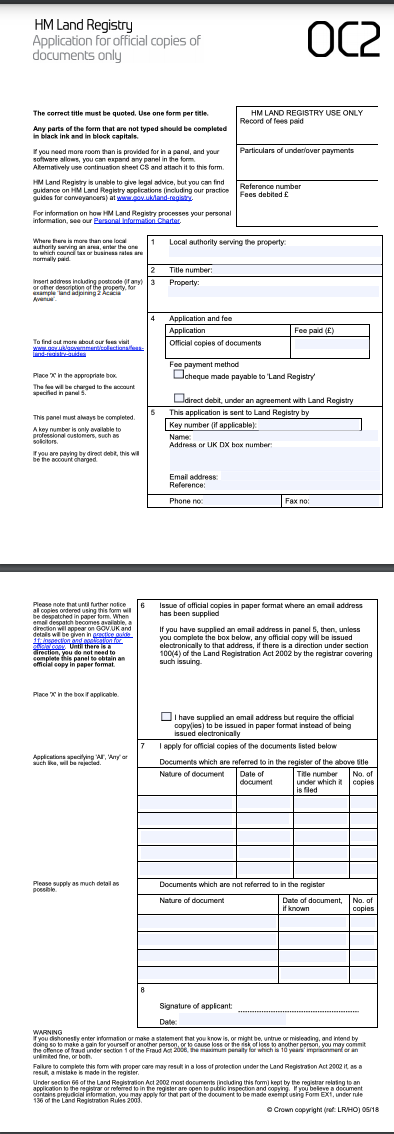 HM Land Registry
Application for official copies of
documents only
OC2
The correct title must be quoted. Use one form per title.
Any parts of the form that are not typed should be completed
in black ink and in block capitals.
If you need more room than is provided for in a panel, and your
software allows, you can expand any panel in the form.
Alternatively use continuation sheet CS and attach it to this form.
HM Land Registry is unable to give legal advice, but you can find
guidance on HM Land Registry applications (including our practice
guides for conveyancers) at www.gov.uk/land-registry.
For information on how HM Land Registry processes your personal
information, see our Personal Information Charter.
HM LAND REGISTRY USE ONLY
Record of fees paid
Particulars of under/over payments
Reference number
Fees debited £
Where there is more than one local
authority serving an area, enter the one
to which council tax or business rates are
normally paid.
1 Local authority serving the property:
2 Title number:
Insert address including postcode (if any)
or other description of the property, for
example 'land adjoining 2 Acacia
Avenue'.
3 Property:
4 Application and fee
Application Fee paid (£)
Official copies of documents
To find out more about our fees visit
www.gov.uk/government/collections/fees-
land-registry-guides
Fee payment method
Place 'X' in the appropriate box.
cheque made payable to 'Land Registry'
The fee will be charged to the account
specified in panel 5.
direct debit, under an agreement with Land Registry
This panel must always be completed.
A key number is only available to
professional customers, such as
solicitors.
If you are paying by direct debit, this will
be the account charged.
5 This application is sent to Land Registry by
Key number (if applicable):
Name:
Address or UK DX box number:
Email address:
Reference:
Phone no: Fax no:
Please note that until further notice
all copies ordered using this form will
be despatched in paper form. When
email despatch becomes available, a
direction will appear on GOV.UK and
details will be given in practice guide
11: inspection and application for
official copy. Until there is a
direction, you do not need to
complete this panel to obtain an
official copy in paper format.
6 Issue of official copies in paper format where an email address
has been supplied
If you have supplied an email address in panel 5, then, unless
you complete the box below, any official copy will be issued
electronically to that address, if there is a direction under section
100(4) of the Land Registration Act 2002 by the registrar covering
such issuing.
Place 'X' in the box if applicable.
I have supplied an email address but require the official
copy(ies) to be issued in paper format instead of being
issued electronically
7 I apply for official copies of the documents listed below
Applications specifying 'All', 'Any' or
such like, will be rejected.
Documents which are referred to in the register of the above title
Nature of document Date of document Title number under which it is filed No. of copies
Please supply as much detail as
possible.
Documents which are not referred to in the register
Nature of document Date of document, if known No. of copies
8
Signature of applicant:
Date:
WARNING
If you dishonestly enter information or make a statement that you know is, or might be, untrue or misleading, and intend by
doing so to make a gain for yourself or another person, or to cause loss or the risk of loss to another person, you may commit
the offence of fraud under section 1 of the Fraud Act 2006, the maximum penalty for which is 10 years' imprisonment or an
unlimited fine, or both.
Failure to complete this form with proper care may result in a loss of protection under the Land Registration Act 2002 if, as a
result, a mistake is made in the register.
Under section 66 of the Land Registration Act 2002 most documents (including this form) kept by the registrar relating to an
application to the registrar or referred to in the register are open to public inspection and copying. If you believe a document
contains prejudicial information, you may apply for that part of the document to be made exempt using Form EX1, under rule
136 of the Land Registration Rules 2003.
© Crown copyright (ref: LR/HO) 05/18